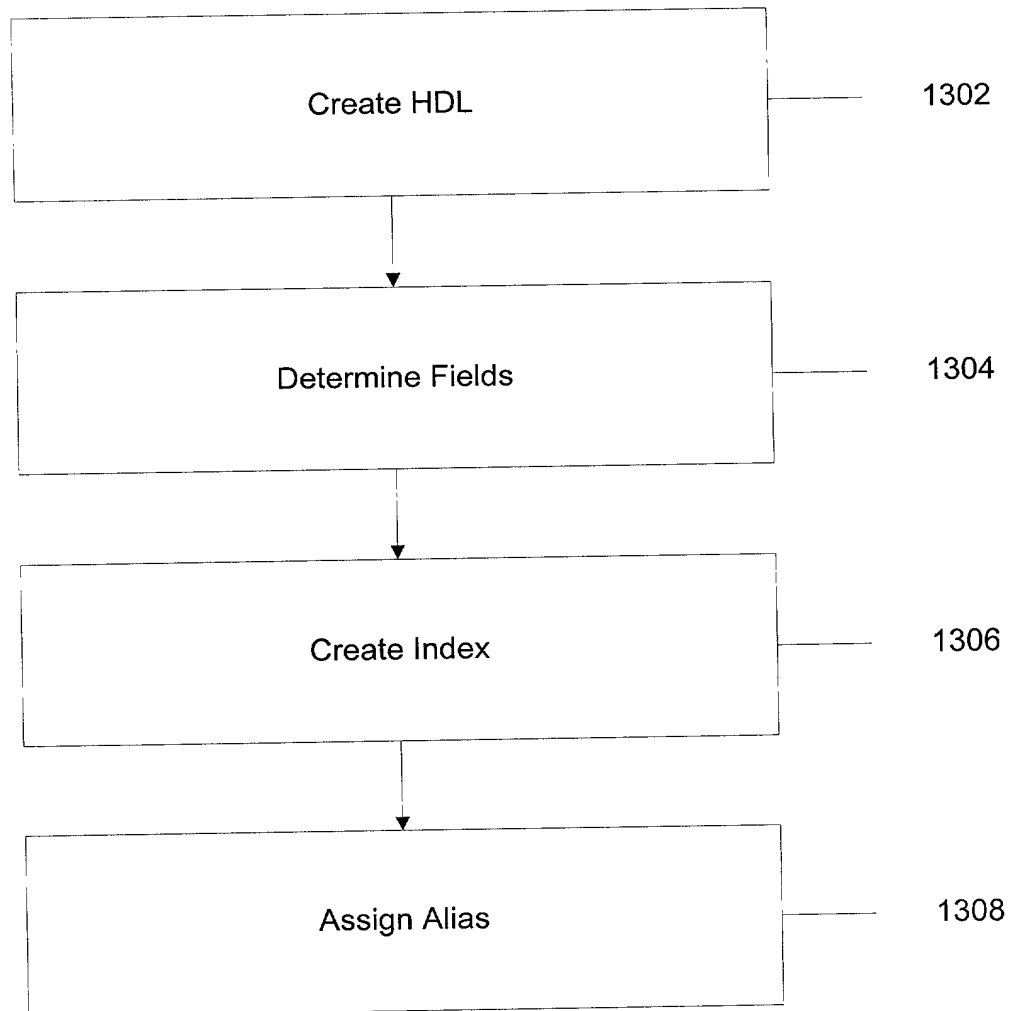 Create HDL
1302
Determine Fields
1304
Create Index
1306
Assign Alias
1308